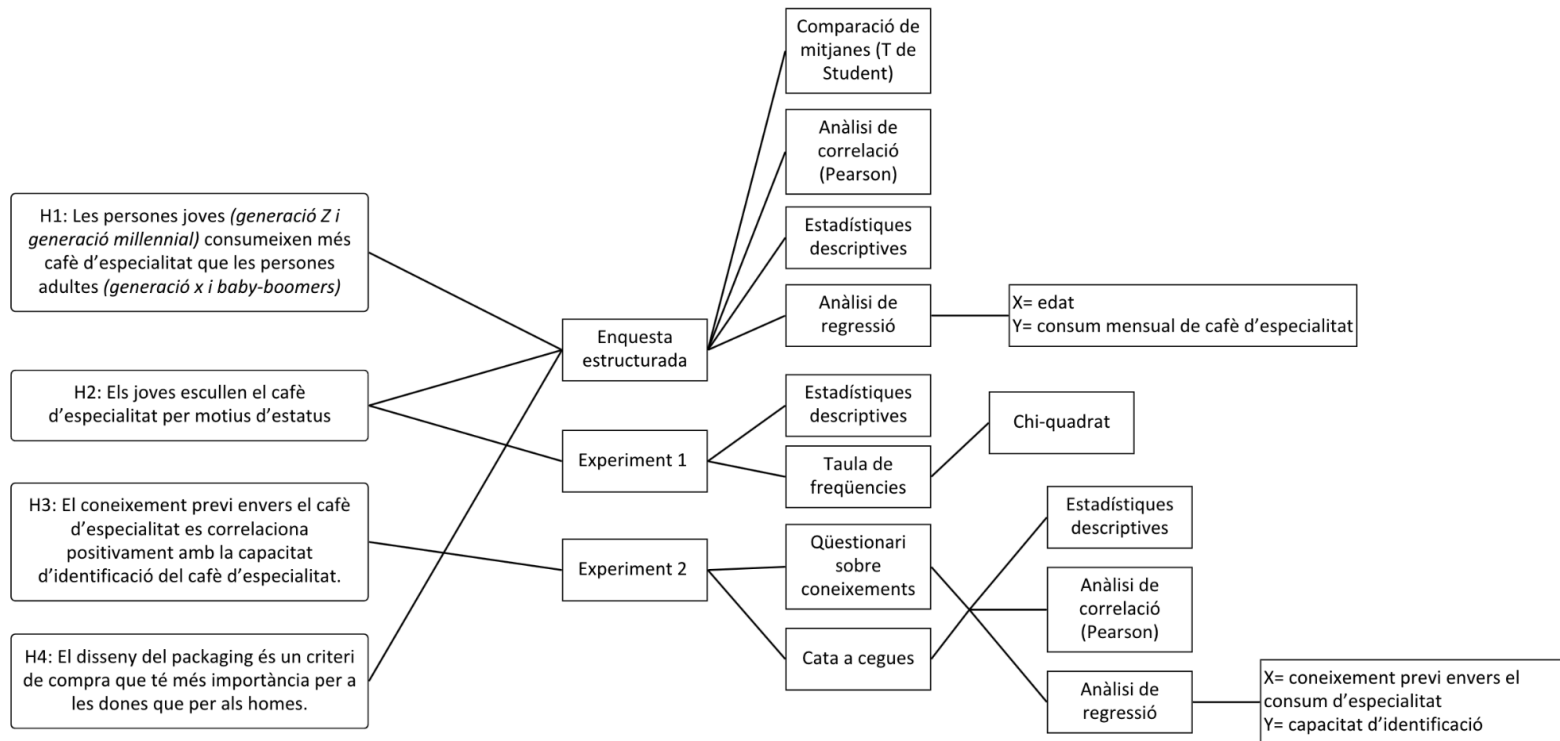 H1: Les persones joves (generació Z i
generació millennial) consumeixen més
cafè d'especialitat que les persones
adultes (generació x i baby-boomers)
H2: Els joves escullen el cafè
d'especialitat per motius d'estatus
H3: El coneixement previ envers el cafè
d'especialitat es correlaciona
positivament amb la capacitat
d'identificació del cafè d'especialitat.
H4: El disseny del packaging és un criteri
de compra que té més importància per a
les dones que per als homes.
Enquesta
estructurada
Experiment 1
Experiment 2
Comparació de
mitjanes (T de
Student)
Anàlisi de
correlació
(Pearson)
Estadístiques
descriptives
Anàlisi de
regressió
X= edat
Y= consum mensual de cafè d'especialitat
Estadístiques
descriptives
Taula de
freqüencies
Chi-quadrat
Qüestionari
sobre
coneixements
Cata a cegues
Estadístiques
descriptives
Anàlisi de
correlació
(Pearson)
Anàlisi de
regressió
X= coneixement previ envers el
consum d'especialitat
Y= capacitat d'identificació